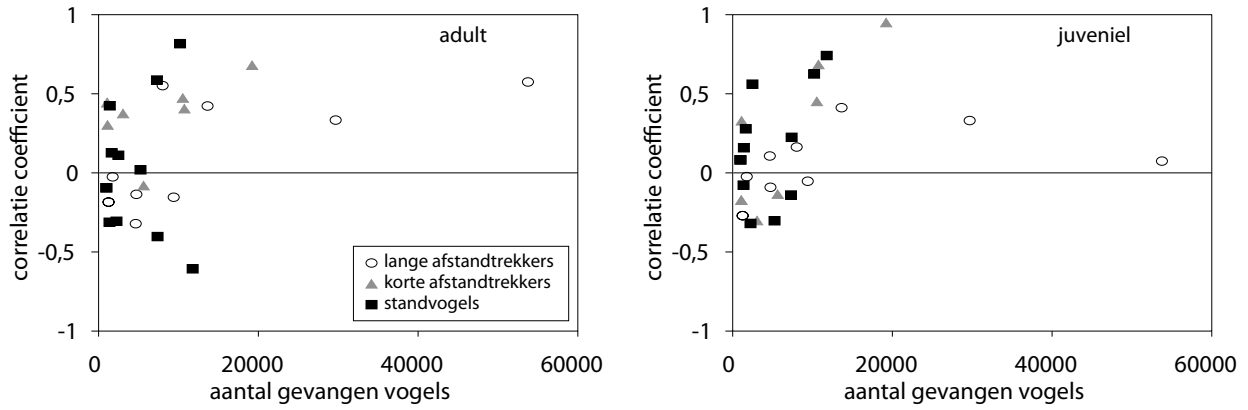 adult
correlatie coefficient
1
0,5
0
-0,5
-1
lange afstandtrekkers
korte afstandtrekkers
standvogels
0
20000
40000
60000
aantal gevangen vogels
juveniel
correlatie coefficient
1
0,5
0
-0,5
-1
0
20000
40000
60000
aantal gevangen vogels